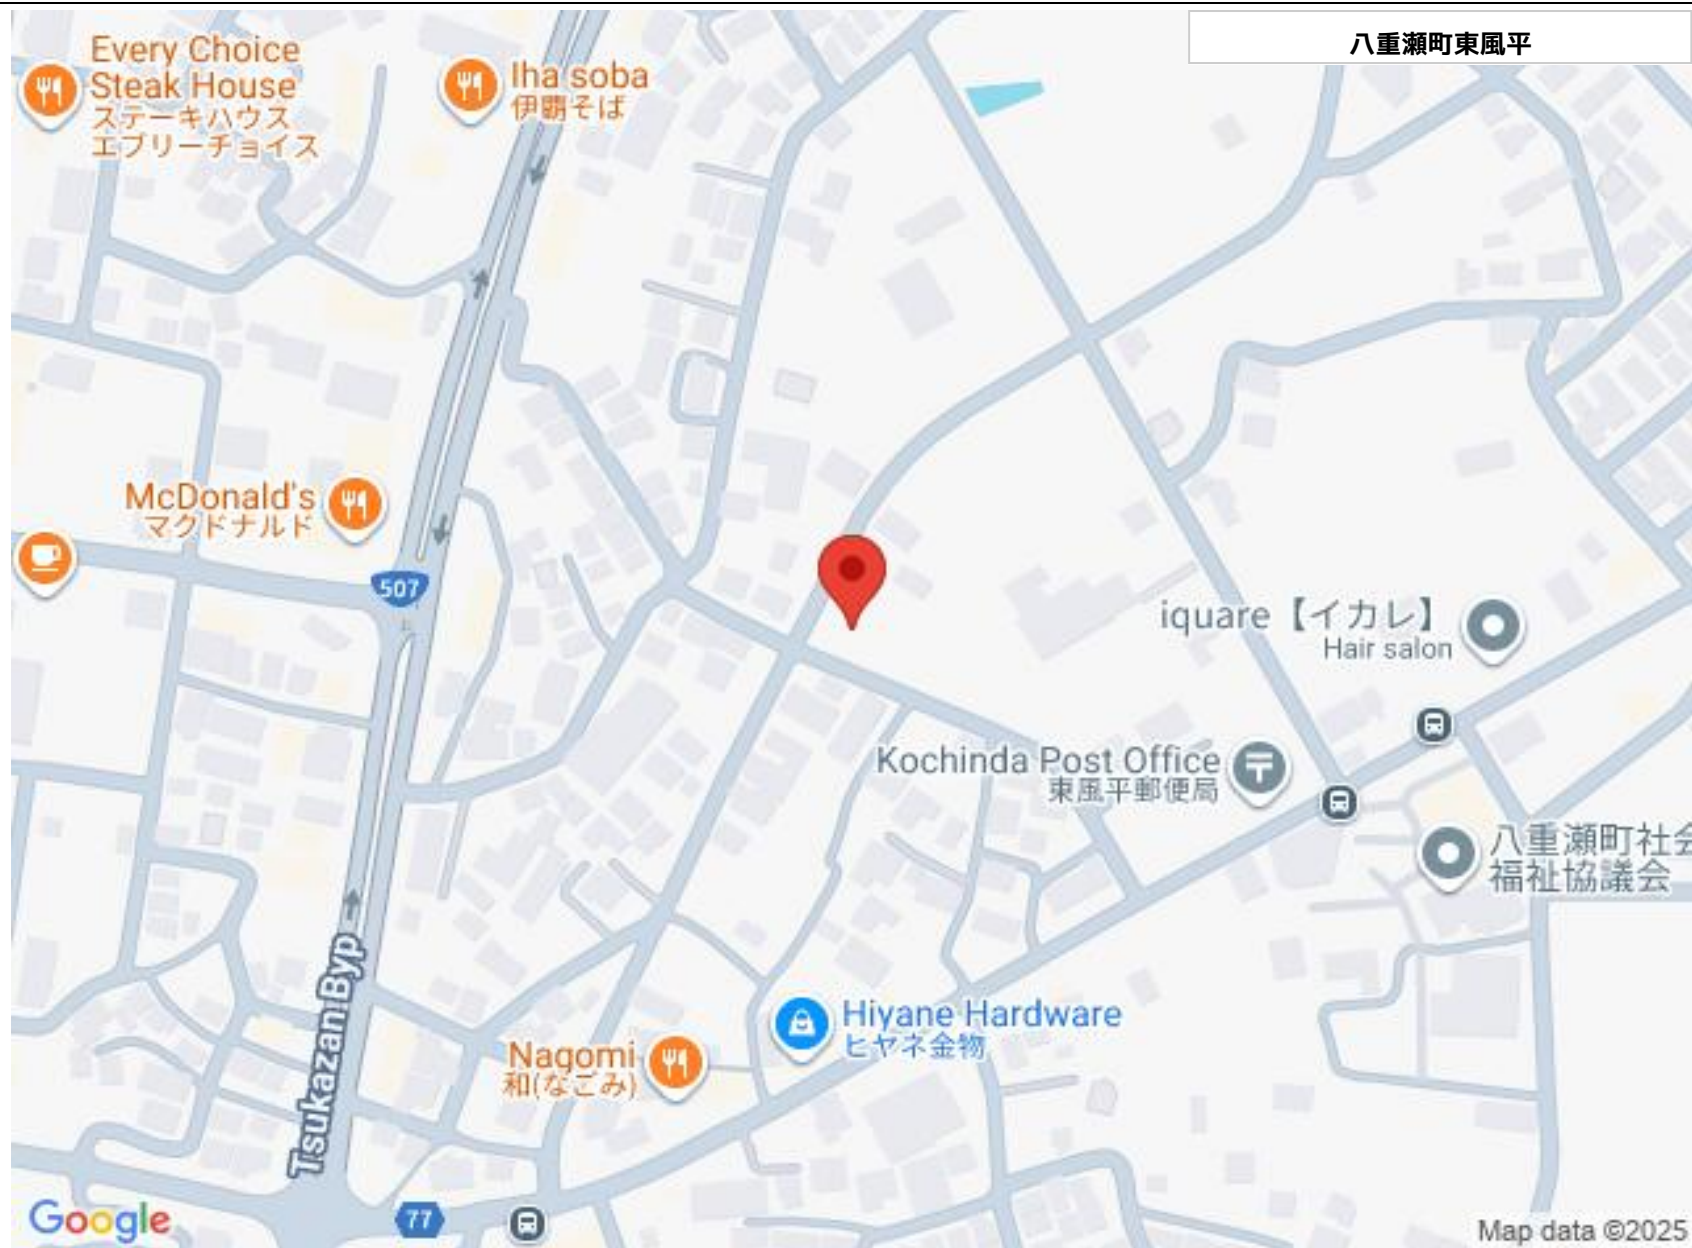 八重瀬町東風平
Every Choice
Steak House
ステーキハウス
エブリーチョイス
Iha soba
伊覇そば
McDonald's
マクドナルド
507
iquare【イカレ】
Hair salon
Kochinda Post Office
東風平郵便局
八重瀬町社会
福祉協議会
Hiyane Hardware
ヒヤネ金物
Nagomi
和(なごみ)
Tsukazan Byp
77
Google
Map data ©2025